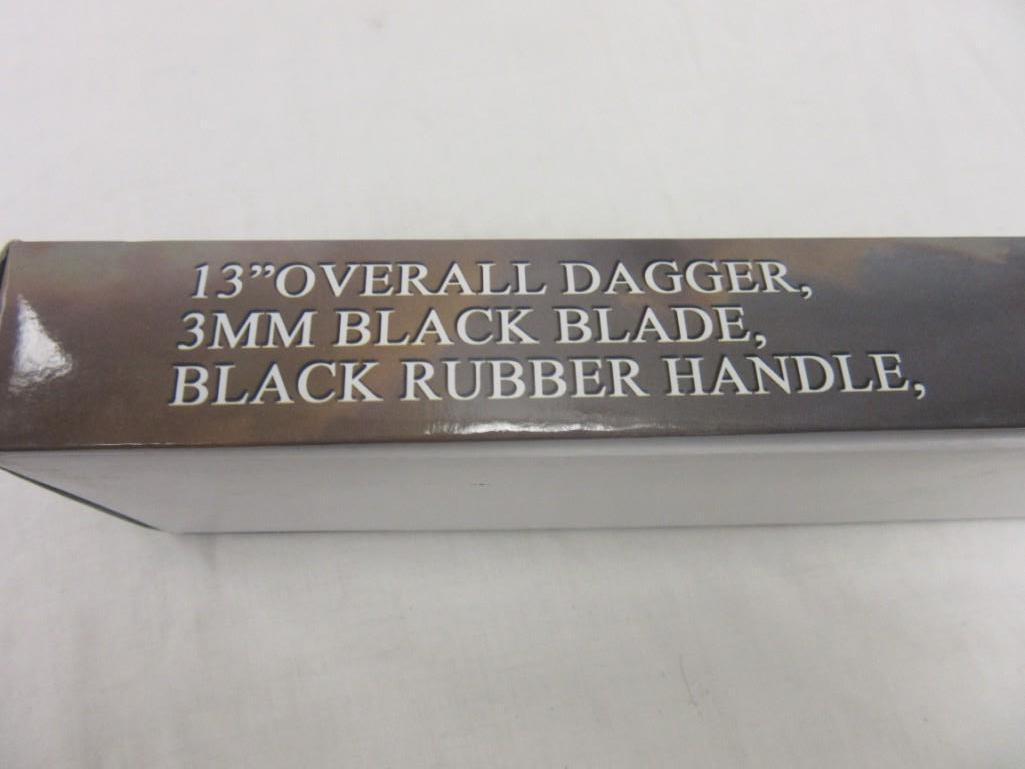 13”OVERALL DAGGER,
3MM BLACK BLADE,
BLACK RUBBER HANDLE,